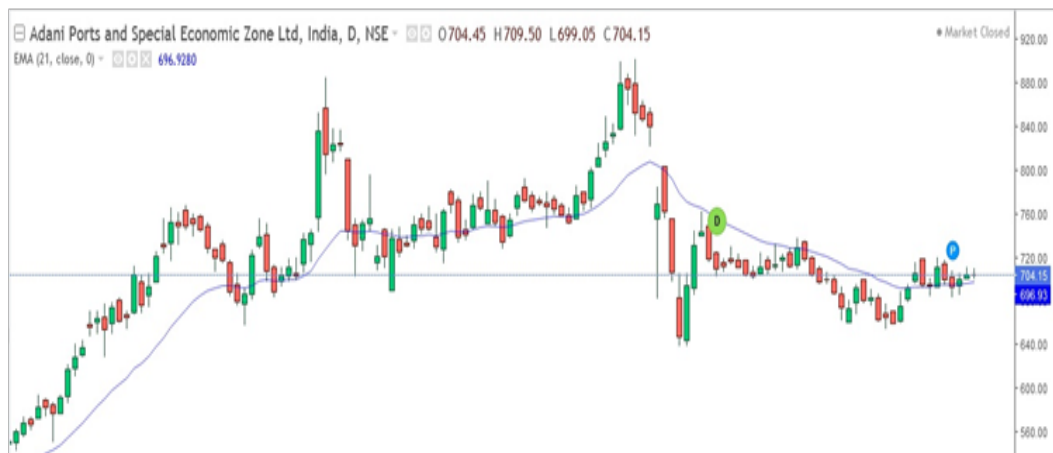 Adani Ports and Special Economic Zone Ltd, India, D, NSE O704.45 H709.50 L699.05 C704.15
Market Closed
EMA (21, close, 0) 696.9280
920.00
880.00
840.00
800.00
760.00
D
720.00
P
704.15
696.93
640.00
600.00
560.00